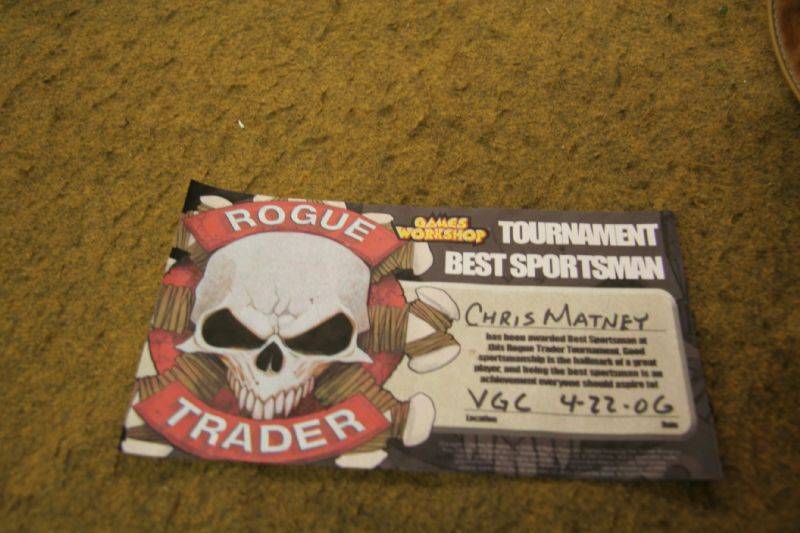 ROGUE
TRADER
GAMES
WORKSHOP
TOURNAMENT
BEST SPORTSMAN
CHRIS MATNEY
has been awarded Best Sportsman at
this Rogue Trader Tournament. Good
sportsmanship is the hallmark of a great
player, and being the best sportsman is an
achievement everyone should aspire to!
VGC 4-22-06
Location Date